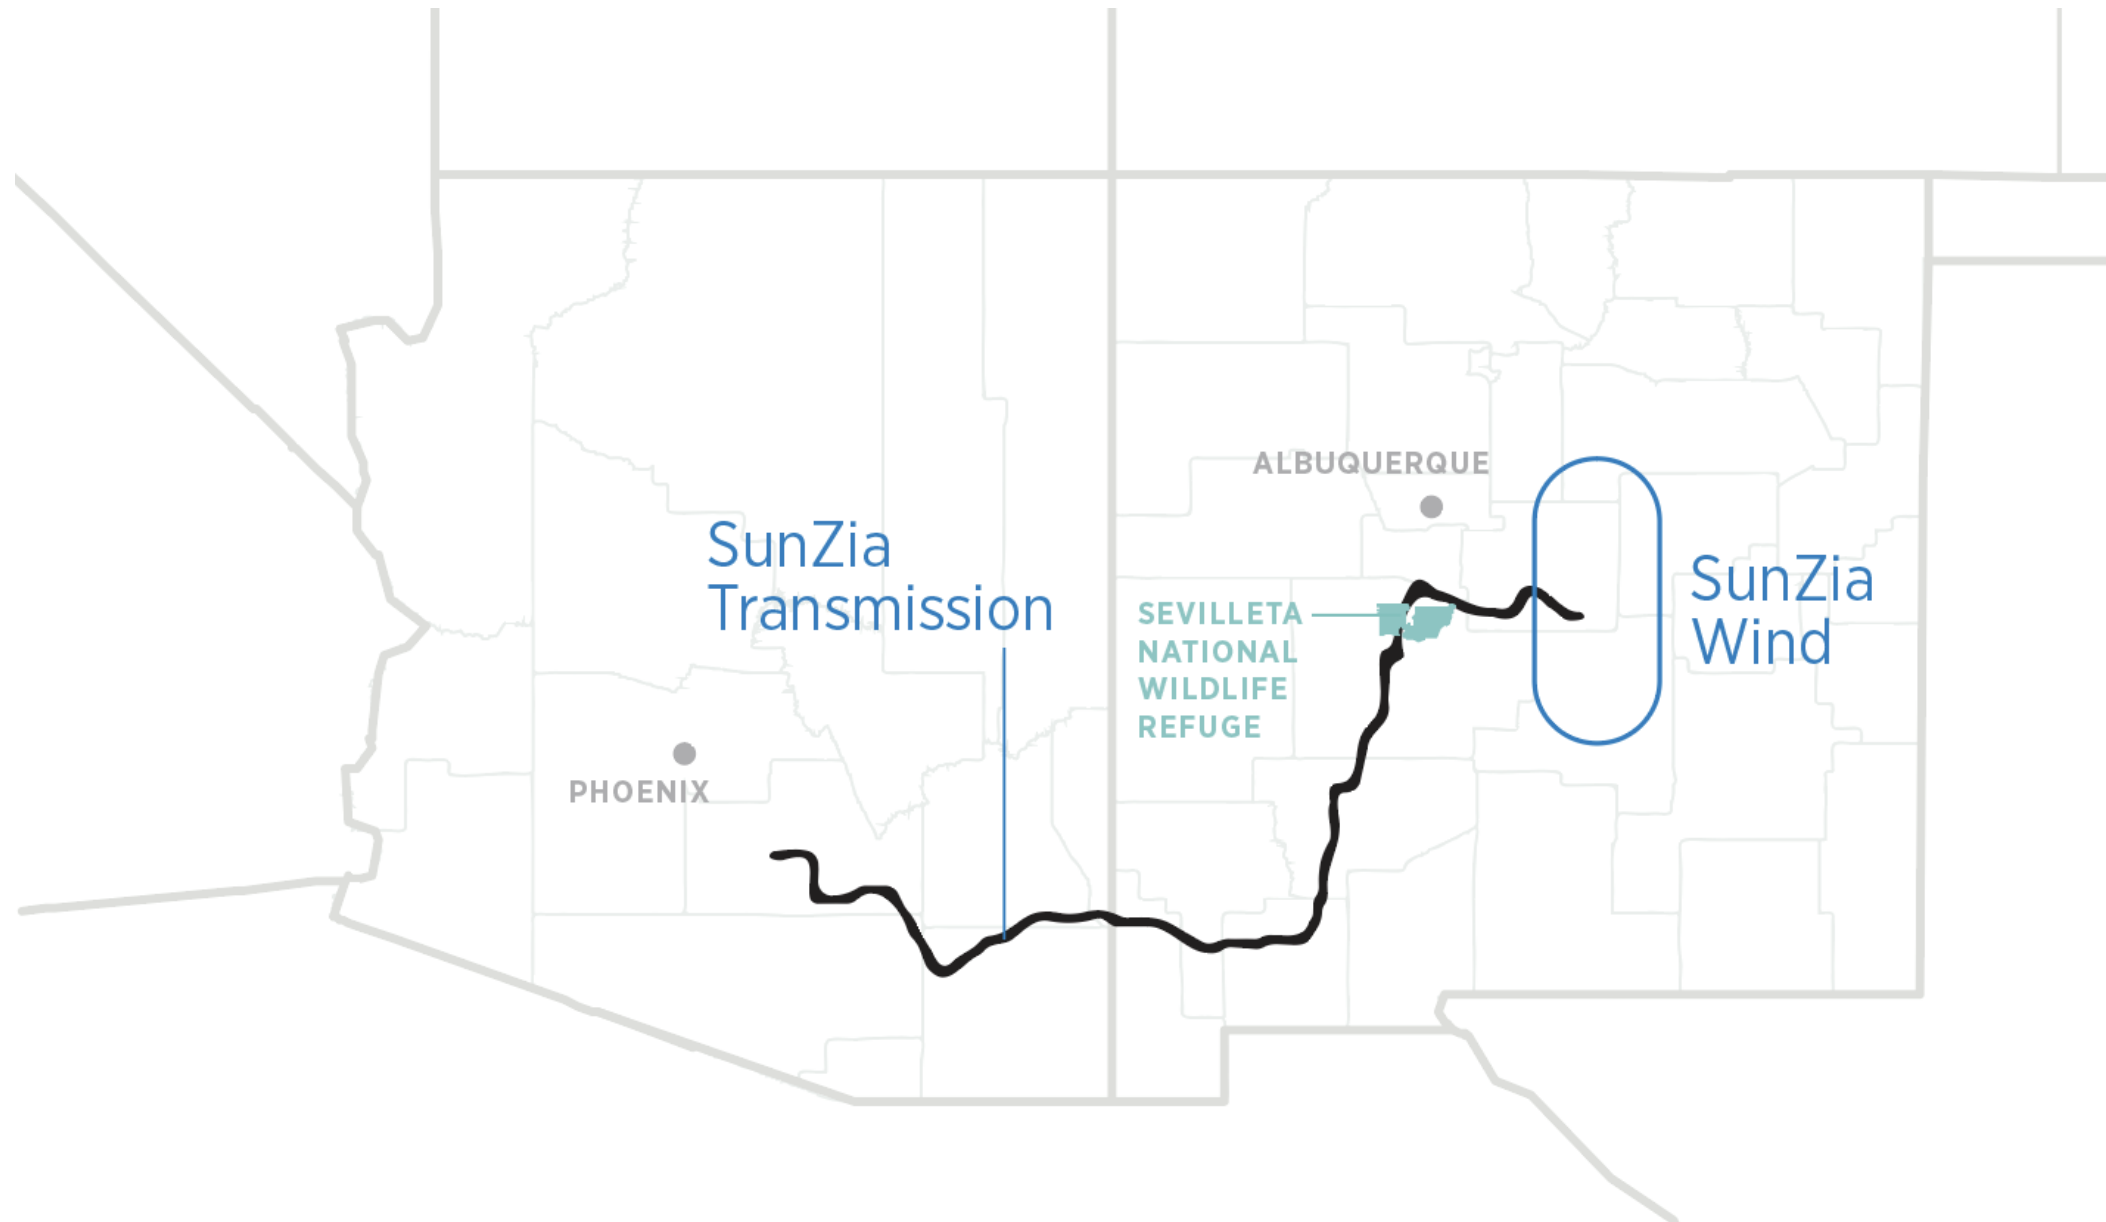 ALBUQUERQUE
SunZia
Transmission
SunZia
Wind
SEVILLETA
NATIONAL
WILDLIFE
REFUGE
PHOENIX